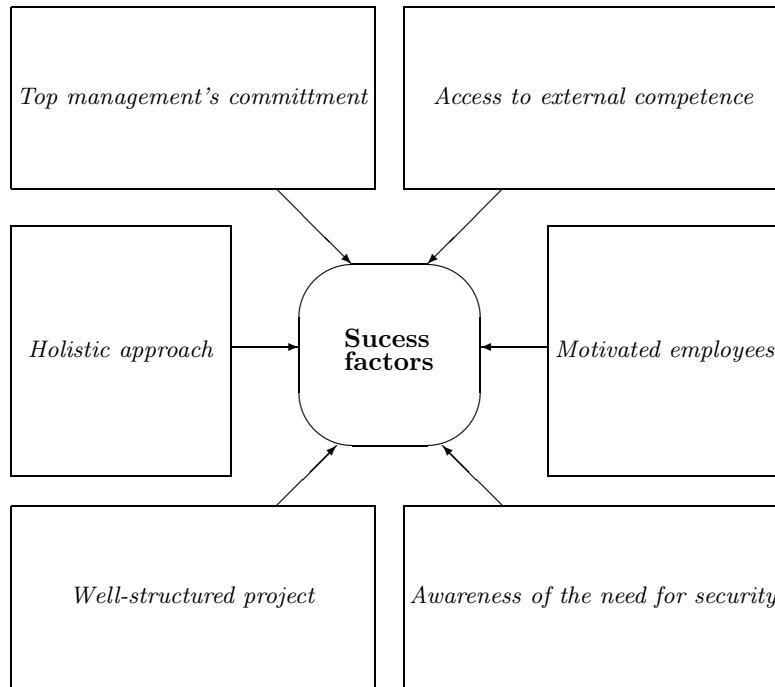 Top management's committment
Access to external competence
Holistic approach
Sucess
factors
Motivated employees
Well-structured project
Awareness of the need for security